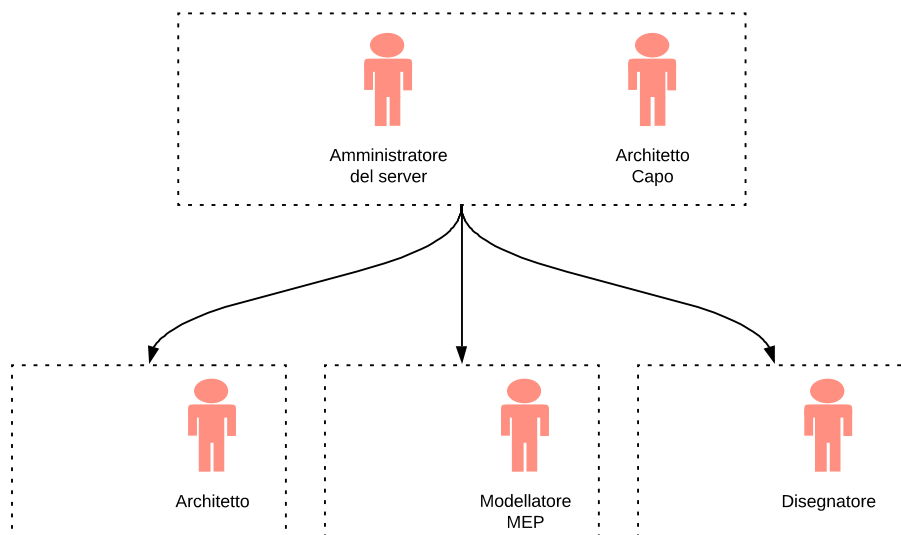 Amministratore
del server
Architetto
Capo
Architetto
Modellatore
MEP
Disegnatore